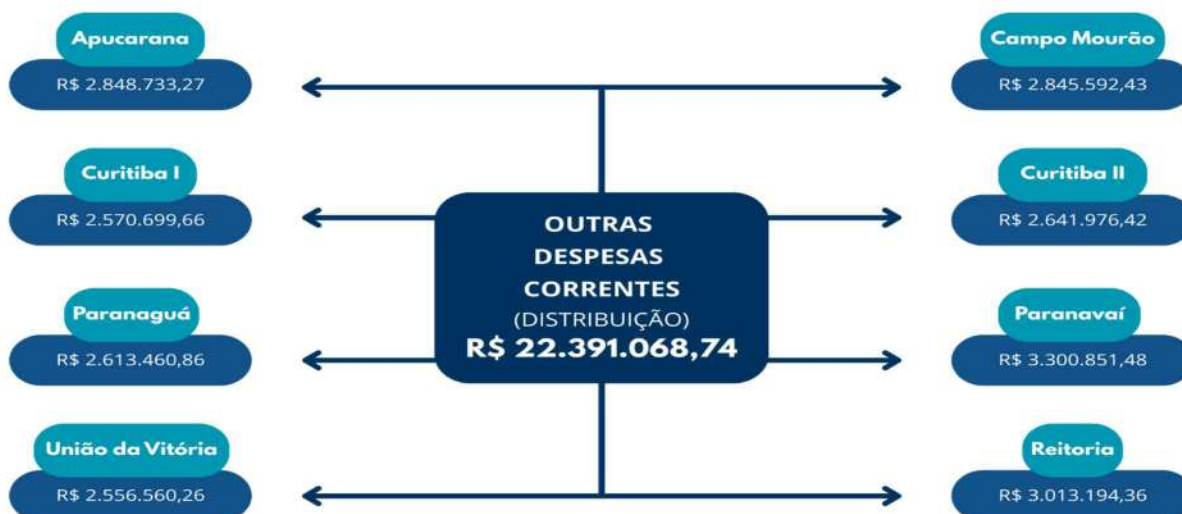 Apucarana
R$ 2.848.733,27
Campo Mourão
R$ 2.845.592,43
Curitiba I
R$ 2.570.699,66
Curitiba II
R$ 2.641.976,42
OUTRAS
DESPESAS
CORRENTES
(DISTRIBUIÇÃO)
R$ 22.391.068,74
Paranaguá
R$ 2.613.460,86
Paranavaí
R$ 3.300.851,48
União da Vitória
R$ 2.556.560,26
Reitoria
R$ 3.013.194,36